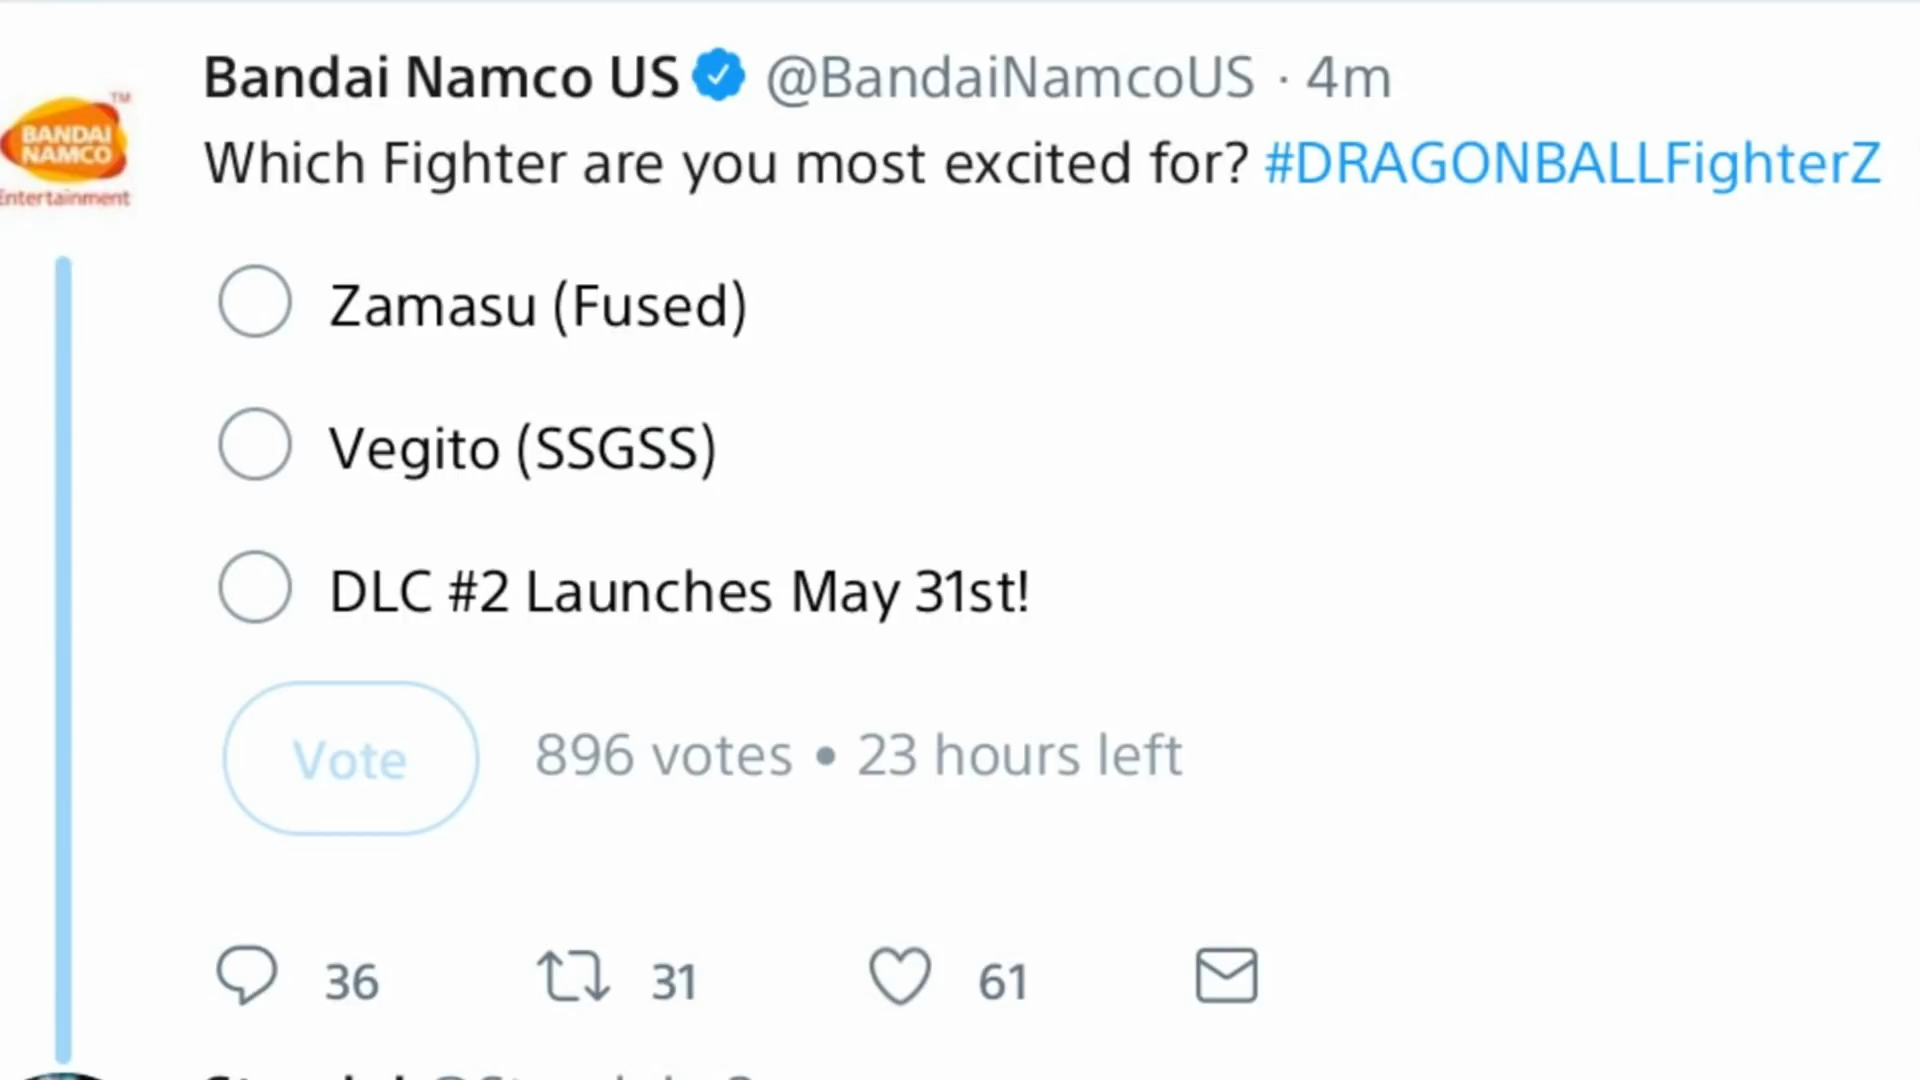 Bandai Namco US @BandaiNamcoUS · 4m
TM
BANDAI
NAMCO
Entertainment
Which Fighter are you most excited for? #DRAGONBALLFighterZ
Zamasu (Fused)
Vegito (SSGSS)
DLC #2 Launches May 31st!
Vote 896 votes • 23 hours left
36 31 61